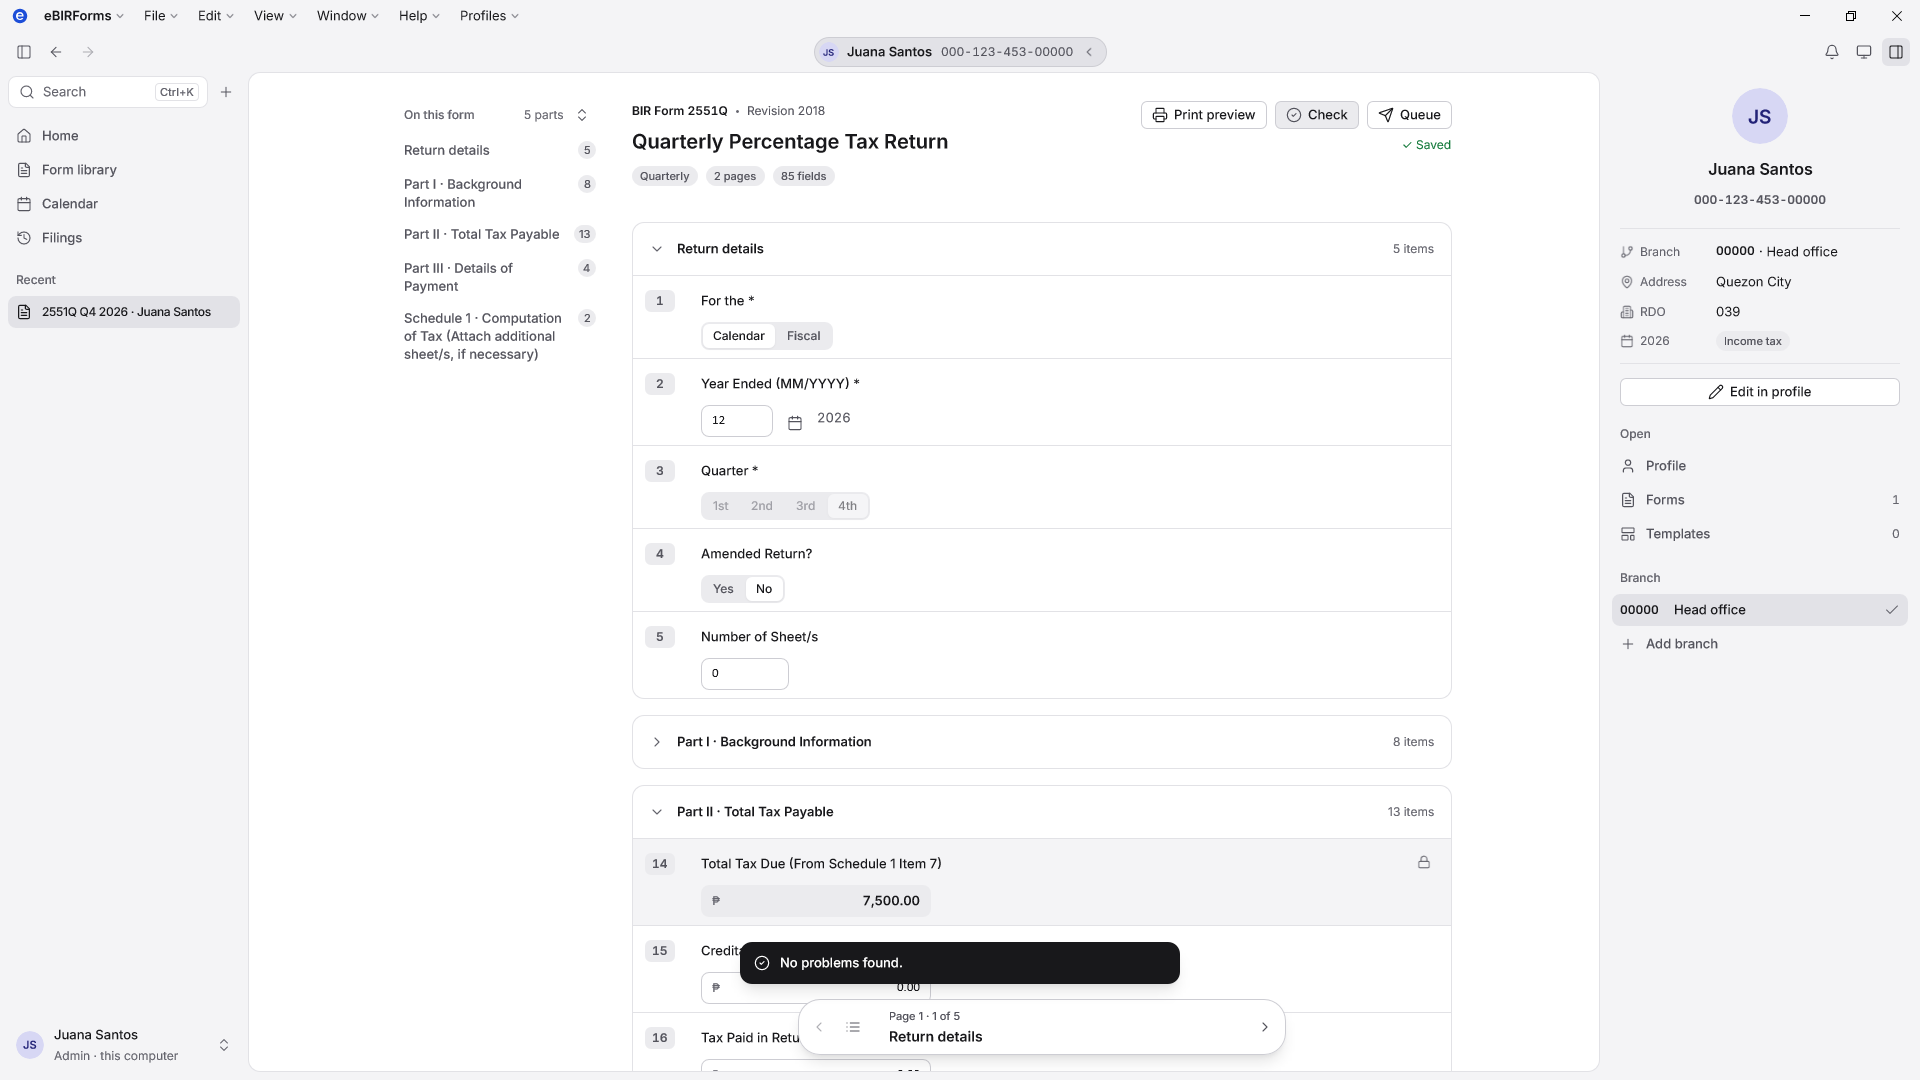 eBIRForms File Edit View Window Help Profiles
JS Juana Santos 000-123-453-00000
Search Ctrl+K
Home
Form library
Calendar
Filings
Recent
2551Q Q4 2026 · Juana Santos
JS Juana Santos
Admin · this computer
On this form 5 parts
Return details 5
Part I · Background 8
Information
Part II · Total Tax Payable 13
Part III · Details of 4
Payment
Schedule 1 · Computation 2
of Tax (Attach additional
sheet/s, if necessary)
BIR Form 2551Q • Revision 2018
Quarterly Percentage Tax Return
Quarterly 2 pages 85 fields
Print preview Check Queue
Saved
Return details 5 items
1 For the *
Calendar Fiscal
2 Year Ended (MM/YYYY) *
12 2026
3 Quarter *
1st 2nd 3rd 4th
4 Amended Return?
Yes No
5 Number of Sheet/s
0
Part I · Background Information 8 items
Part II · Total Tax Payable 13 items
14 Total Tax Due (From Schedule 1 Item 7)
₱ 7,500.00
15
No problems found.
₱ 0.00
16 Tax Paid in
Page 1 · 1 of 5
Return details
JS
Juana Santos
000-123-453-00000
Branch 00000 · Head office
Address Quezon City
RDO 039
2026 Income tax
Edit in profile
Open
Profile
Forms 1
Templates 0
Branch
00000 Head office
Add branch